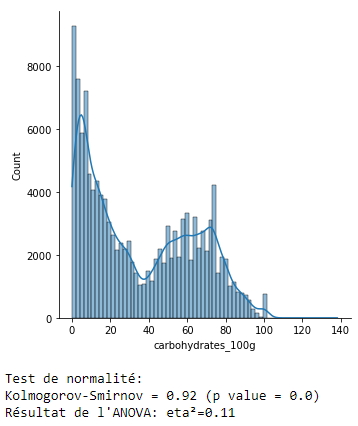 8000
6000
4000
2000
0
Count
0 20 40 60 80 100 120 140
carbohydrates_100g
Test de normalité:
Kolmogorov-Smirnov = 0.92 (p value = 0.0)
Résultat de l'ANOVA: eta²=0.11